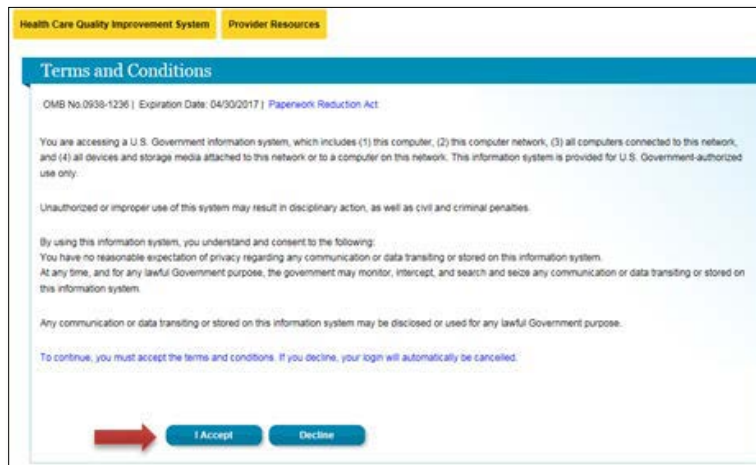 Health Care Quality Improvement System Provider Resources
Terms and Conditions
OMB No.0938-1236 | Expiration Date: 04/30/2017 | Paperwork Reduction Act
You are accessing a U.S. Government information system, which includes (1) this computer, (2) this computer network, (3) all computers connected to this network,
and (4) all devices and storage media attached to this network or to a computer on this network. This information system is provided for U.S. Government-authorized
use only.
Unauthorized or improper use of this system may result in disciplinary action, as well as civil and criminal penalties.
By using this information system, you understand and consent to the following:
You have no reasonable expectation of privacy regarding any communication or data transiting or stored on this information system.
At any time, and for any lawful Government purpose, the government may monitor, intercept, and search and seize any communication or data transiting or stored on
this information system.
Any communication or data transiting or stored on this information system may be disclosed or used for any lawful Government purpose.
To continue, you must accept the terms and conditions. If you decline, your login will automatically be cancelled.
I Accept Decline